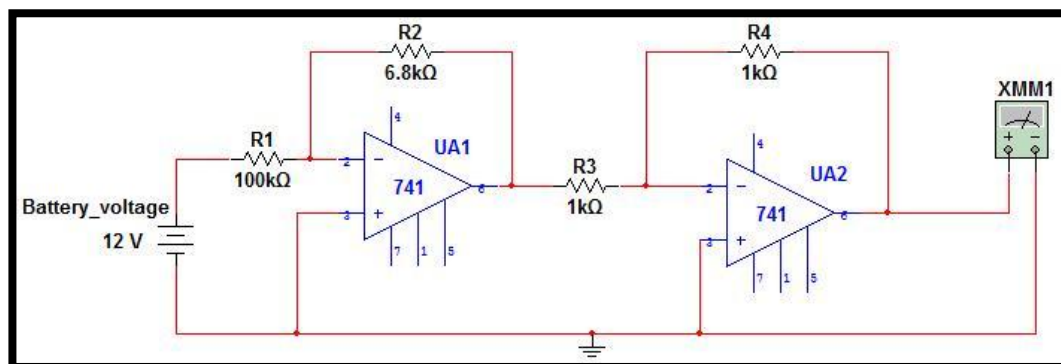 R2
6.8kΩ
R4
1kΩ
XMM1
4
UA1
R1
100kΩ
2
741
6
3
7
1
5
R3
1kΩ
4
UA2
2
741
6
3
7
1
5
Battery_voltage
12 V